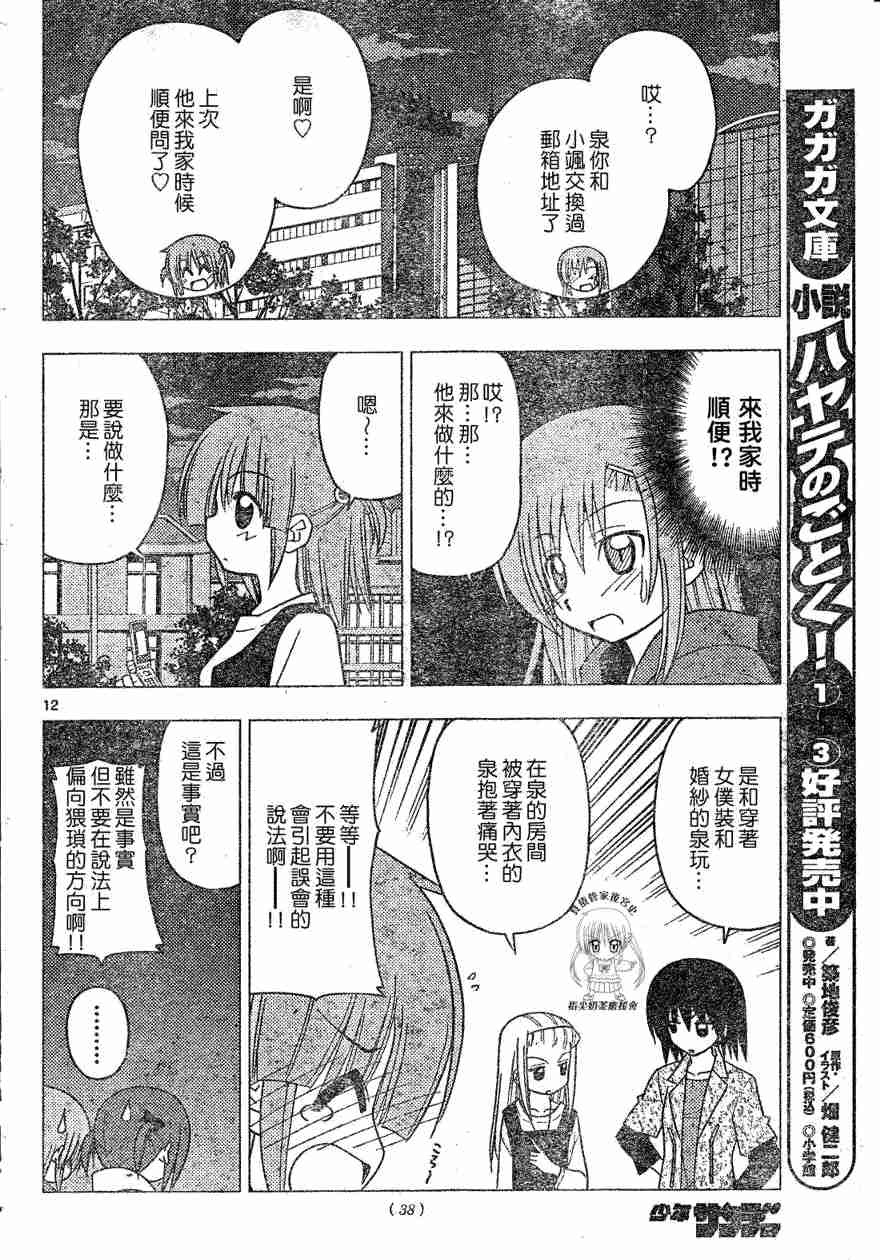 哎…?
泉你和
小颯交換過
郵箱地址了
是啊♡
上次
他來我家時候
順便問了♡
來我家時
順便!?
哎!?
那…那
他來做什麼的…!?
嗯~…
要說做什麼…
那是…
12
是和穿著
女僕裝和
婚紗的泉玩…
在泉的房間
被穿著內衣的
泉抱著痛哭…
等等──!!
不要用這種
會引起誤會的
說法啊──!!
不過
這是事實吧?
雖然是事實
但不要在說法上
偏向猥瑣的方向啊!!
………
(38)
少年サンデー
ガガガ文庫
小説
ハヤテのごとく!
①
③好評発売中
著/築地俊彦
原作・イラスト/畑健二郎
◎発売中◎定価600円(税込)◎小学館